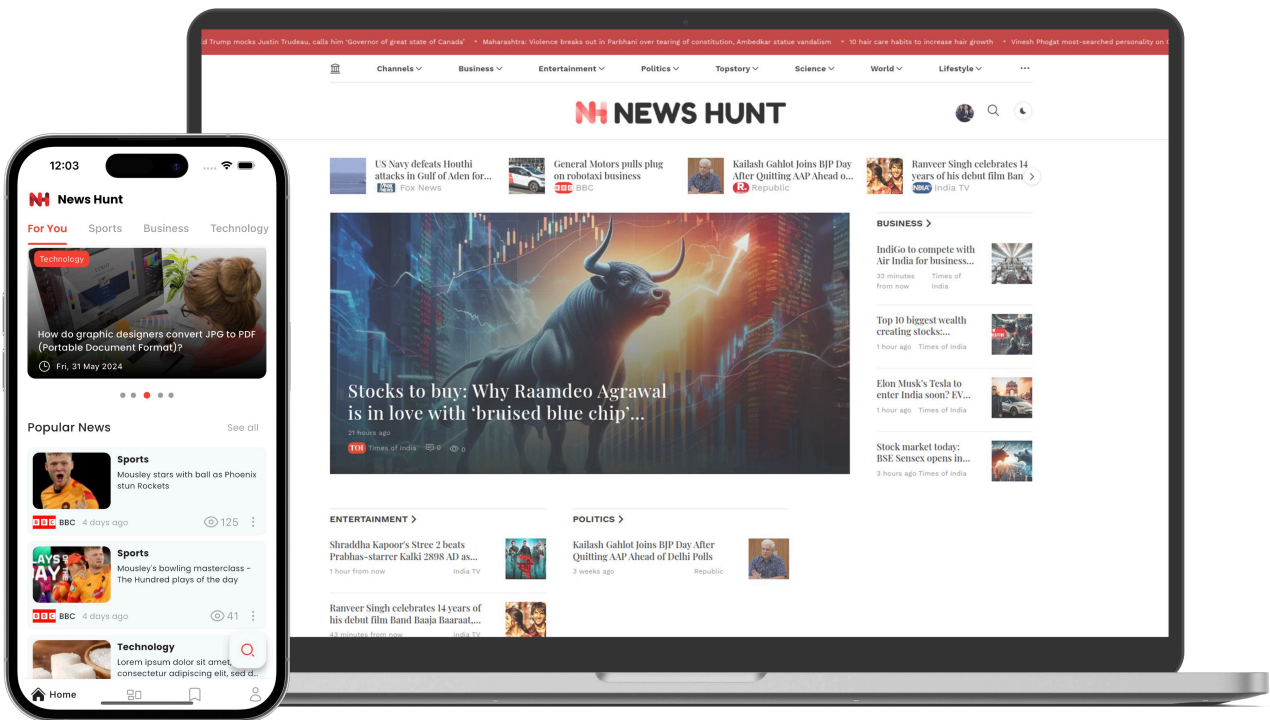 d Trump mocks Justin Trudeau, calls him 'Governor of great state of Canada' • Maharashtra: Violence breaks out in Parbhani over tearing of constitution, Ambedkar statue vandalism • 10 hair care habits to increase hair growth • Vinesh Phogat most-searched personality on
Channels Business Entertainment Politics Topstory Science World Lifestyle ...
NH NEWS HUNT
US Navy defeats Houthi
attacks in Gulf of Aden for...
FOX NEWS Fox News
General Motors pulls plug
on robotaxi business
BBC BBC
Kailash Gahlot Joins BJP Day
After Quitting AAP Ahead o...
R. Republic
Ranveer Singh celebrates 14
years of his debut film Ban
INDIA India TV
Stocks to buy: Why Raamdeo Agrawal
is in love with 'bruised blue chip'...
21 hours ago
TOI Times of India 0 0
BUSINESS >
IndiGo to compete with
Air India for business...
33 minutes
from now
Times of
India
Top 10 biggest wealth
creating stocks:...
1 hour ago Times of India
Elon Musk's Tesla to
enter India soon? EV...
1 hour ago Times of India
Stock market today:
BSE Sensex opens in...
3 hours ago Times of India
ENTERTAINMENT >
Shraddha Kapoor's Stree 2 beats
Prabhas-starrer Kalki 2898 AD as...
1 hour from now India TV
Ranveer Singh celebrates 14 years of
his debut film Band Baaja Baaraat,...
43 minutes from now India TV
POLITICS >
Kailash Gahlot Joins BJP Day After
Quitting AAP Ahead of Delhi Polls
3 weeks ago Republic
12:03
NH News Hunt
For You Sports Business Technology
Technology
How do graphic designers convert JPG to PDF
(Portable Document Format)?
Fri, 31 May 2024
Popular News See all
Sports
Mousley stars with ball as Phoenix
stun Rockets
BBC BBC 4 days ago 125
Sports
Mousley's bowling masterclass -
The Hundred plays of the day
BBC BBC 4 days ago 41
Technology
Lorem ipsum dolor sit amet,
consectetur adipiscing elit, sed d...
Home